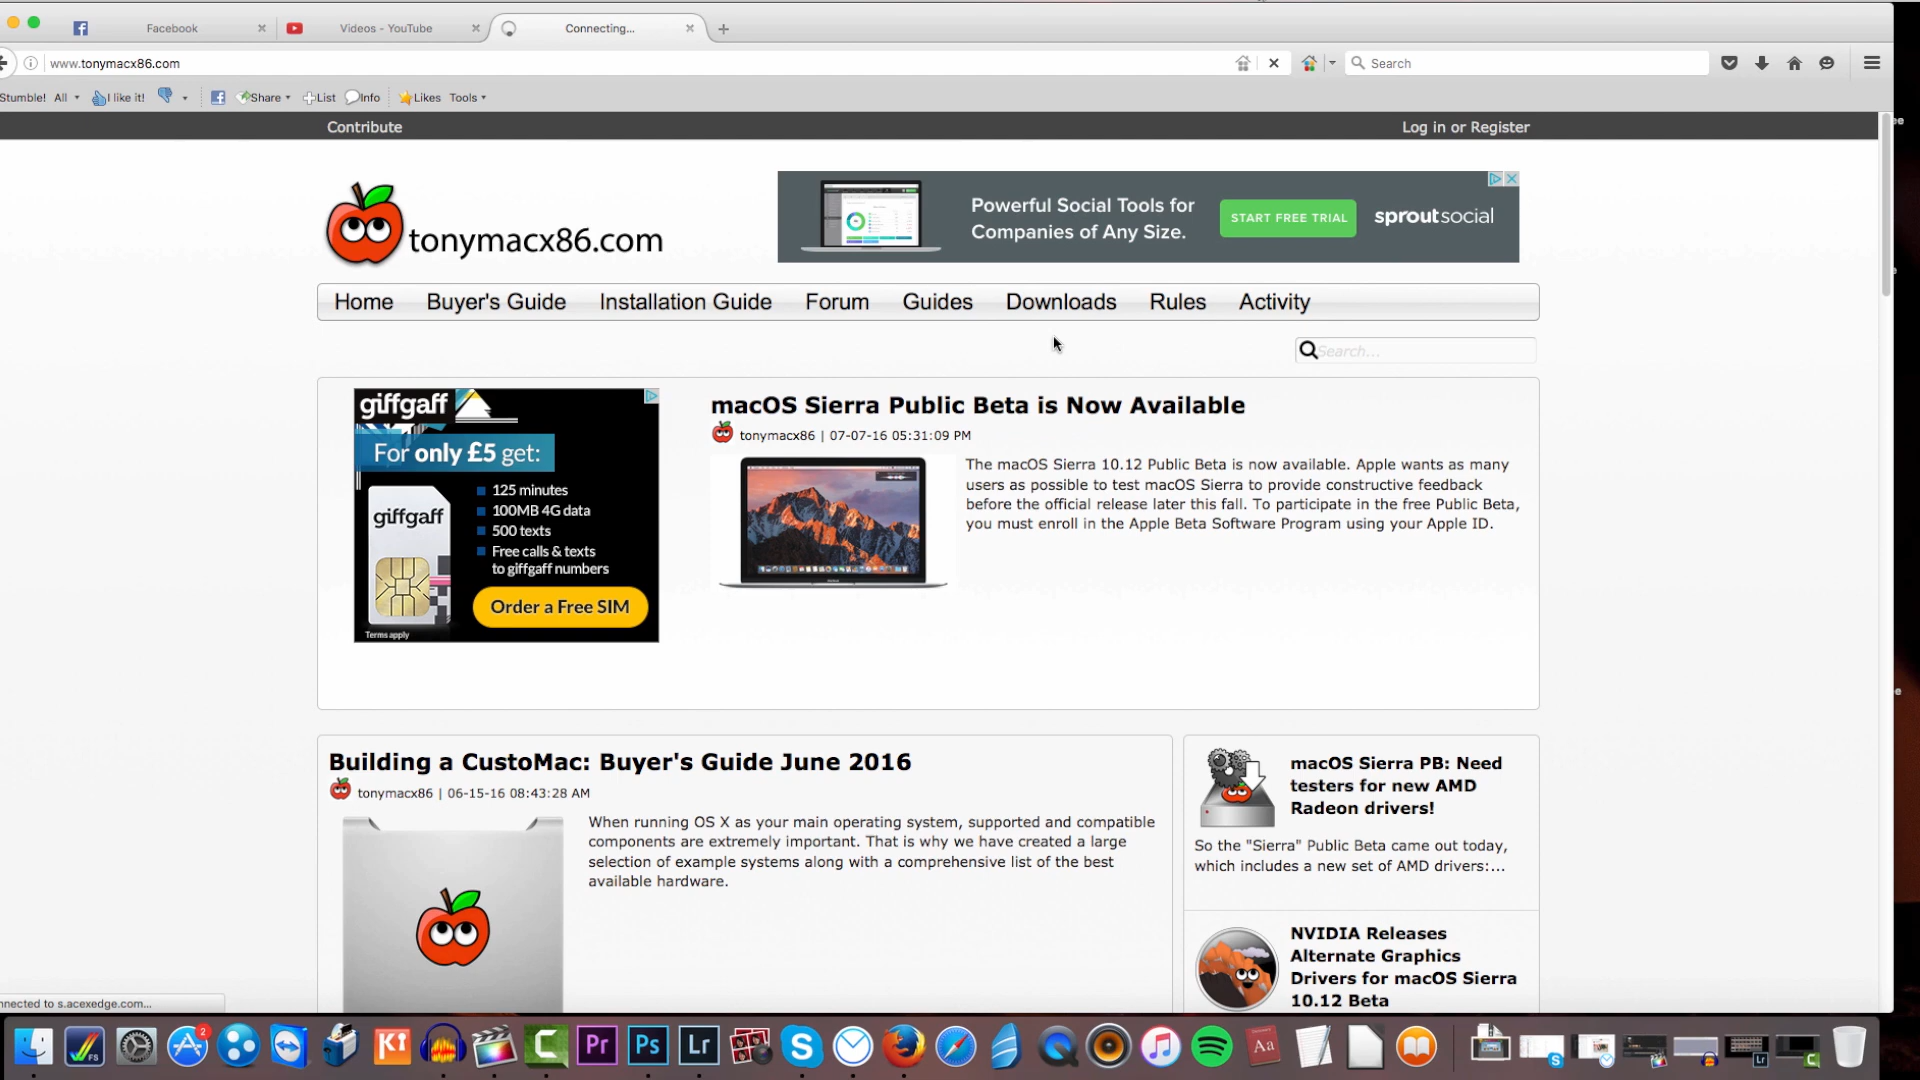 Facebook
Videos - YouTube
Connecting...
www.tonymacx86.com
Search
Stumble! All
I like it!
Share
List
Info
Likes
Tools
Contribute
Log in or Register
tonymacx86.com
Powerful Social Tools for
Companies of Any Size.
START FREE TRIAL
sproutsocial
Home
Buyer's Guide
Installation Guide
Forum
Guides
Downloads
Rules
Activity
Search...
giffgaff
For only £5 get:
125 minutes
100MB 4G data
500 texts
Free calls & texts
to giffgaff numbers
giffgaff
Order a Free SIM
Terms apply
macOS Sierra Public Beta is Now Available
tonymacx86 | 07-07-16 05:31:09 PM
The macOS Sierra 10.12 Public Beta is now available. Apple wants as many
users as possible to test macOS Sierra to provide constructive feedback
before the official release later this fall. To participate in the free Public Beta,
you must enroll in the Apple Beta Software Program using your Apple ID.
Building a CustoMac: Buyer's Guide June 2016
tonymacx86 | 06-15-16 08:43:28 AM
When running OS X as your main operating system, supported and compatible
components are extremely important. That is why we have created a large
selection of example systems along with a comprehensive list of the best
available hardware.
macOS Sierra PB: Need
testers for new AMD
Radeon drivers!
So the "Sierra" Public Beta came out today,
which includes a new set of AMD drivers:...
NVIDIA Releases
Alternate Graphics
Drivers for macOS Sierra
10.12 Beta
nnected to s.acexedge.com...
FS
2
Ki
C
Pr
Ps
Lr
S
Aa